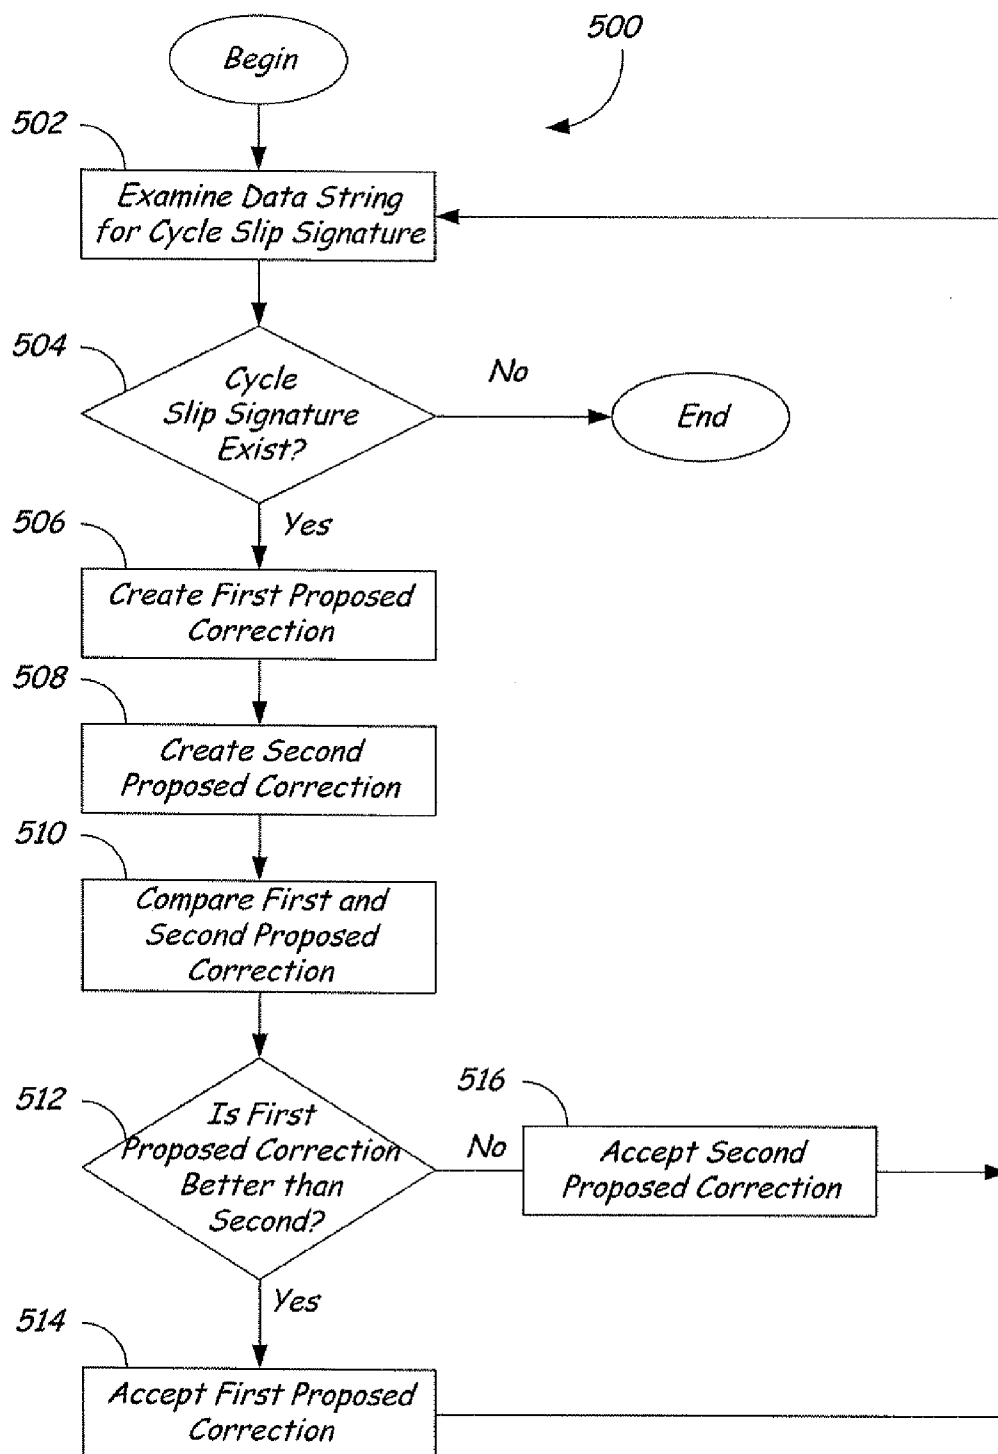 500
Begin
502
Examine Data String
for Cycle Slip Signature
504
Cycle
Slip Signature
Exist?
No
End
Yes
506
Create First Proposed
Correction
508
Create Second
Proposed Correction
510
Compare First and
Second Proposed
Correction
512
Is First
Proposed Correction
Better than
Second?
No
516
Accept Second
Proposed Correction
Yes
514
Accept First Proposed
Correction